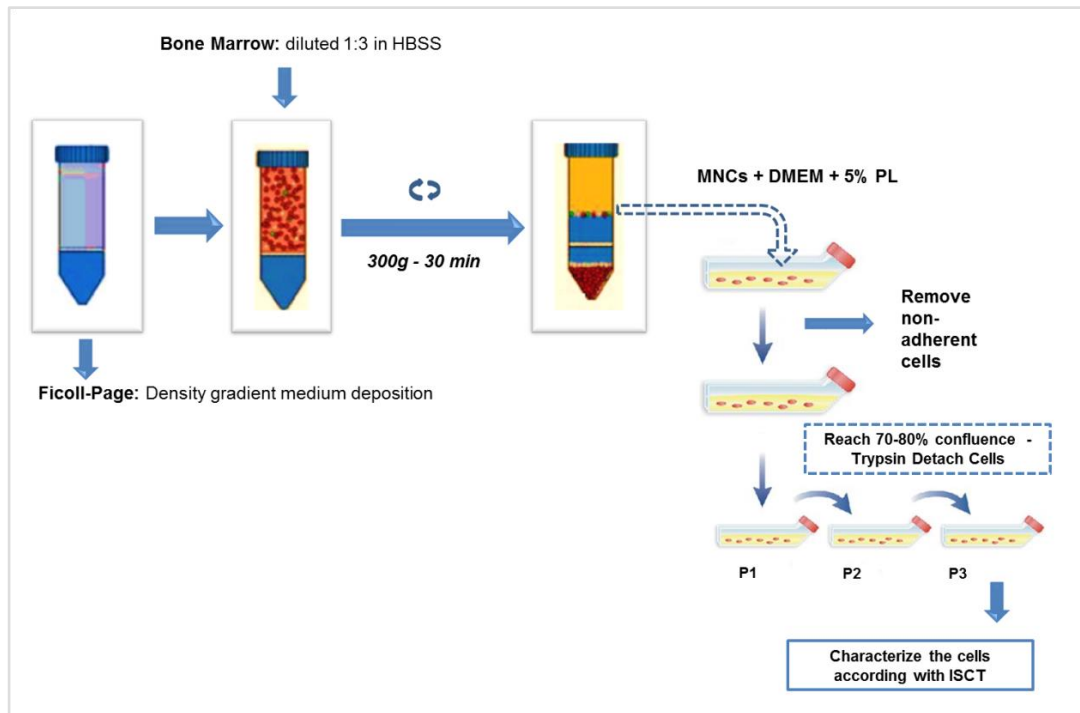 Bone Marrow: diluted 1:3 in HBSS
300g - 30 min
MNCs + DMEM + 5% PL
Ficoll-Page: Density gradient medium deposition
Remove
non-
adherent
cells
Reach 70-80% confluence -
Trypsin Detach Cells
P1
P2
P3
Characterize the cells
according with ISCT